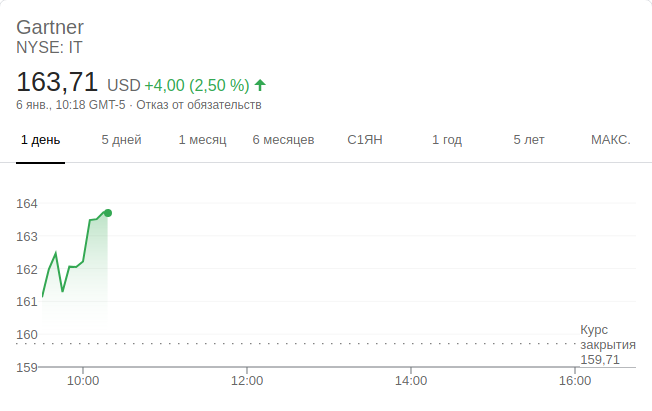 Gartner
NYSE: IT
163,71 USD +4,00 (2,50 %)
6 янв., 10:18 GMT-5 · Отказ от обязательств
1 день 5 дней 1 месяц 6 месяцев С1ЯН 1 год 5 лет МАКС.
164
163
162
161
160
159
Курс
закрытия
159,71
10:00 12:00 14:00 16:00